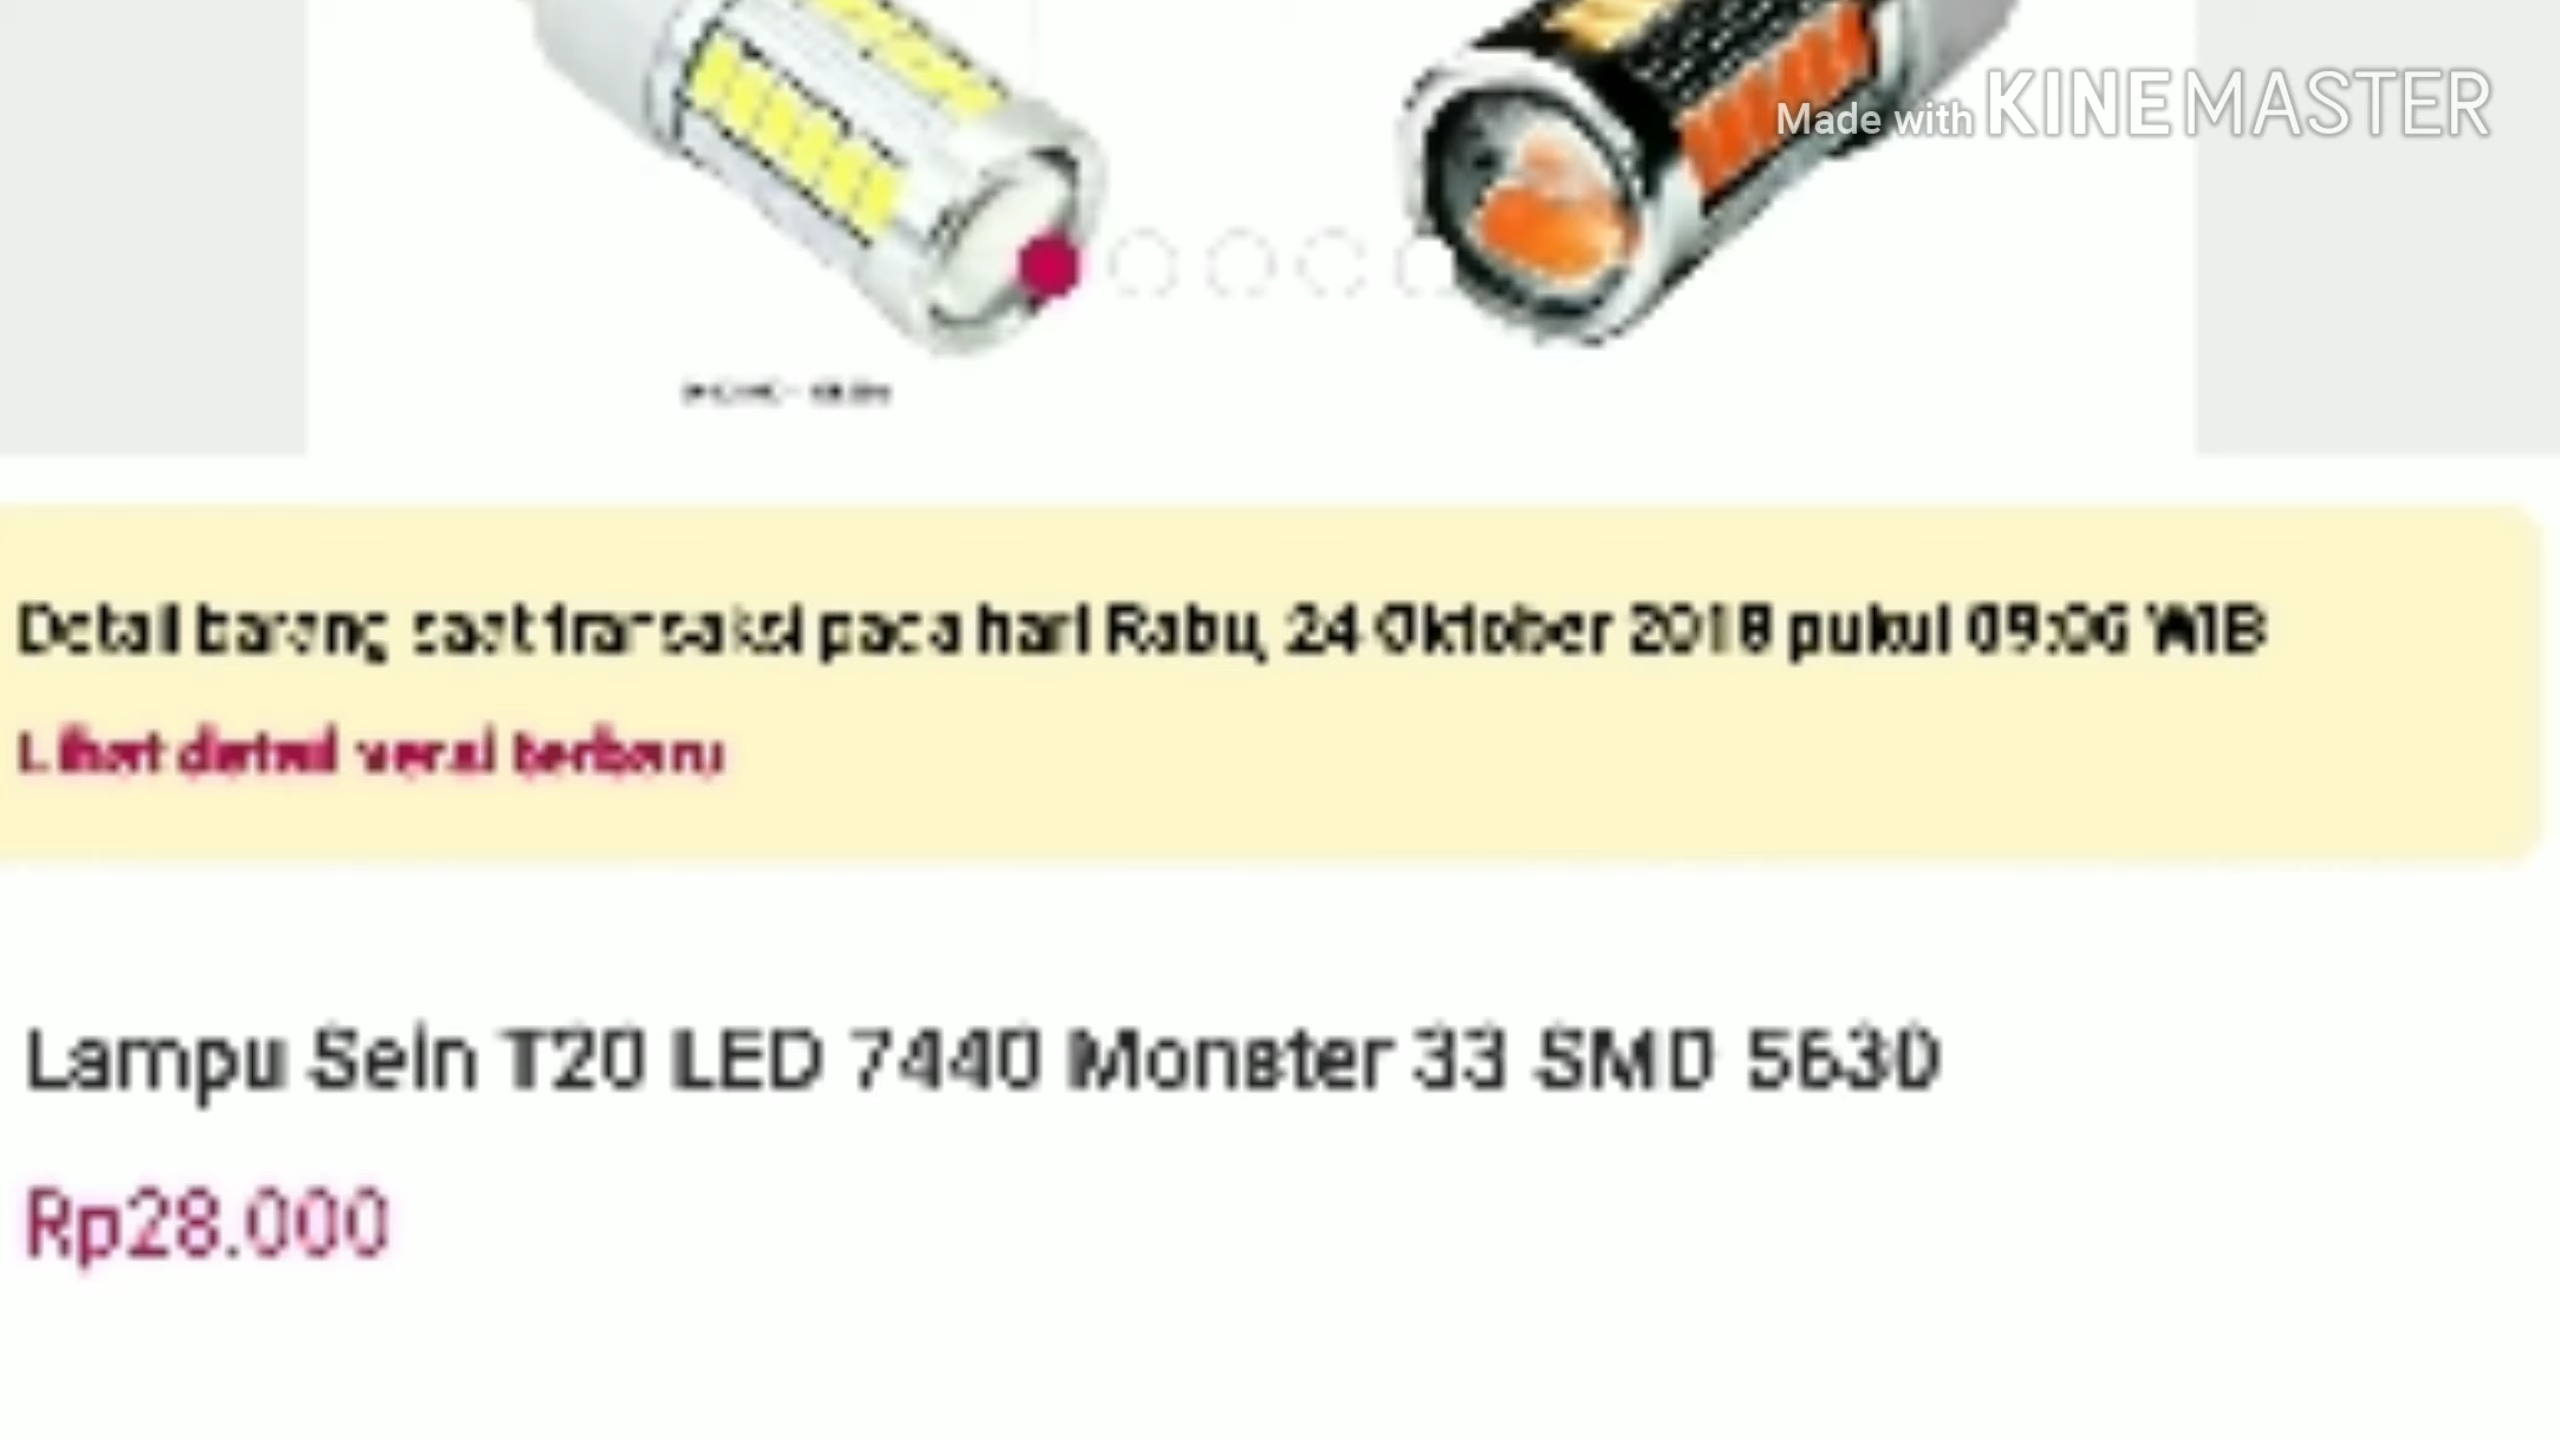 Made with KINEMASTER
Detail barang saat transaksi pada hari Rabu, 24 Oktober 2018 pukul 09:06 WIB
Lihat detail versi terbaru
Lampu Sein T20 LED 7440 Monster 33 SMD 5630
Rp28.000